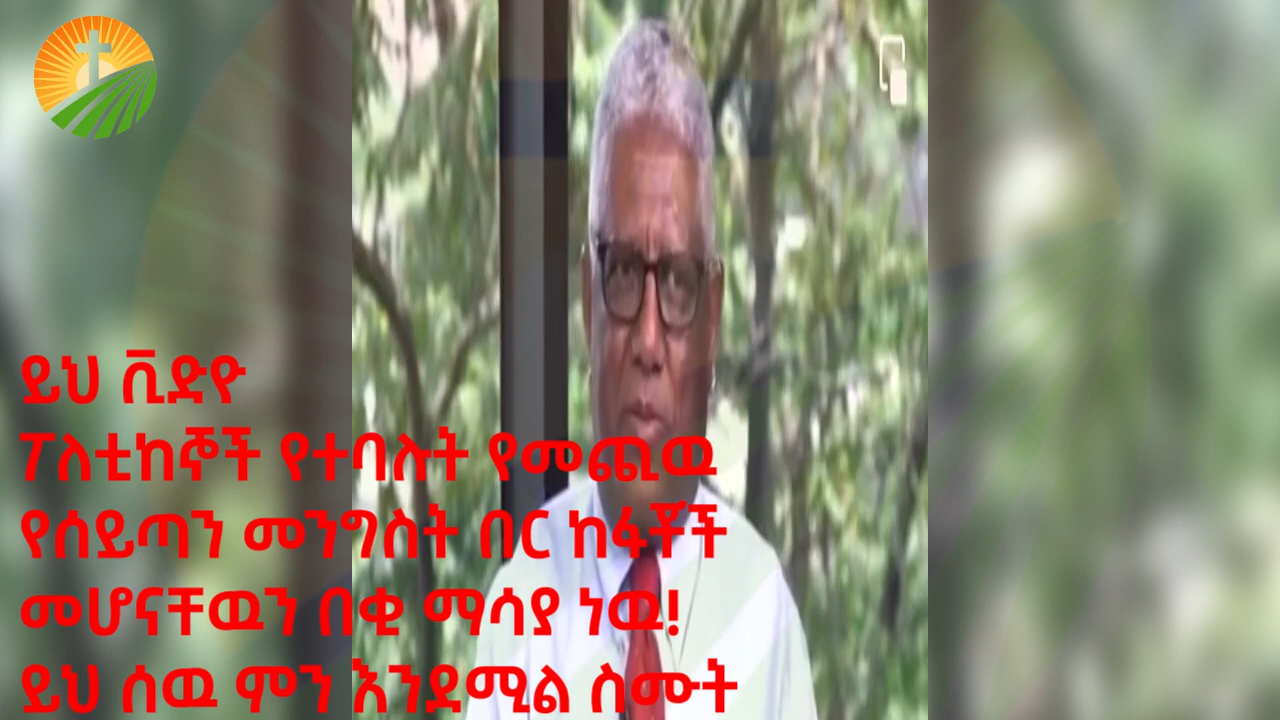 ይህ ቪድዮ
ፖለቲከኞች የተባሉት የመጪዉ
የሰይጣን መንግስት በር ከፋቾች
መሆናቸዉን በቂ ማሳያ ነዉ!
ይህ ሰዉ ምን እንደሚል ስሙት